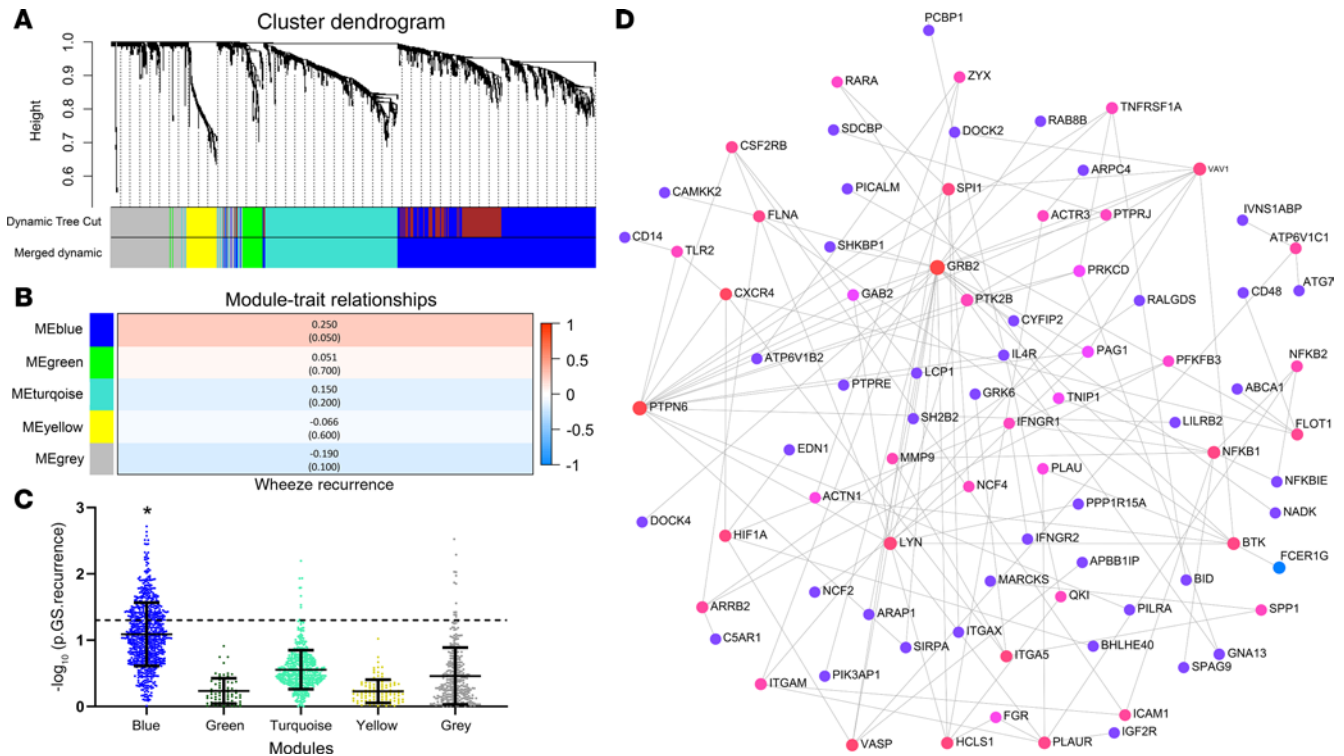 A
Cluster dendrogram
Height
1.0
0.9
0.8
0.7
0.6
Dynamic Tree Cut
Merged dynamic
B
Module-trait relationships
MEblue
0.250
(0.050)
MEgreen
0.051
(0.700)
MEturqoise
0.150
(0.200)
MEyellow
-0.066
(0.600)
MEgrey
-0.190
(0.100)
1
0.5
0
-0.5
-1
Wheeze recurrence
C
-log10 (p.GS.recurrence)
3
2
1
0
*
Blue Green Turquoise Yellow Grey
Modules
D
PCBP1
RARA
ZYX
TNFRSF1A
SDCBP
DOCK2
RAB8B
CSF2RB
ARPC4
VAV1
CAMKK2
PICALM
SPI1
FLNA
ACTR3
PTPRJ
IVNS1ABP
CD14
TLR2
SHKBP1
ATP6V1C1
GRB2
PRKCD
CXCR4
GAB2
PTK2B
RALGDS
CD48
ATG7
CYFIP2
ATP6V1B2
IL4R
PAG1
PFKFB3
NFKB2
PTPRE
LCP1
GRK6
TNIP1
ABCA1
PTPN6
SH2B2
IFNGR1
LILRB2
FLOT1
EDN1
MMP9
NFKB1
PLAU
NCF4
NFKBIE
ACTN1
PPP1R15A
NADK
DOCK4
HIF1A
LYN
IFNGR2
BTK
FCER1G
APBB1IP
MARCKS
BID
NCF2
ARRB2
ARAP1
QKI
PILRA
SPP1
C5AR1
SIRPA
ITGAX
ITGA5
BHLHE40
GNA13
SPAG9
PIK3AP1
ITGAM
FGR
ICAM1
IGF2R
VASP
HCLS1
PLAUR